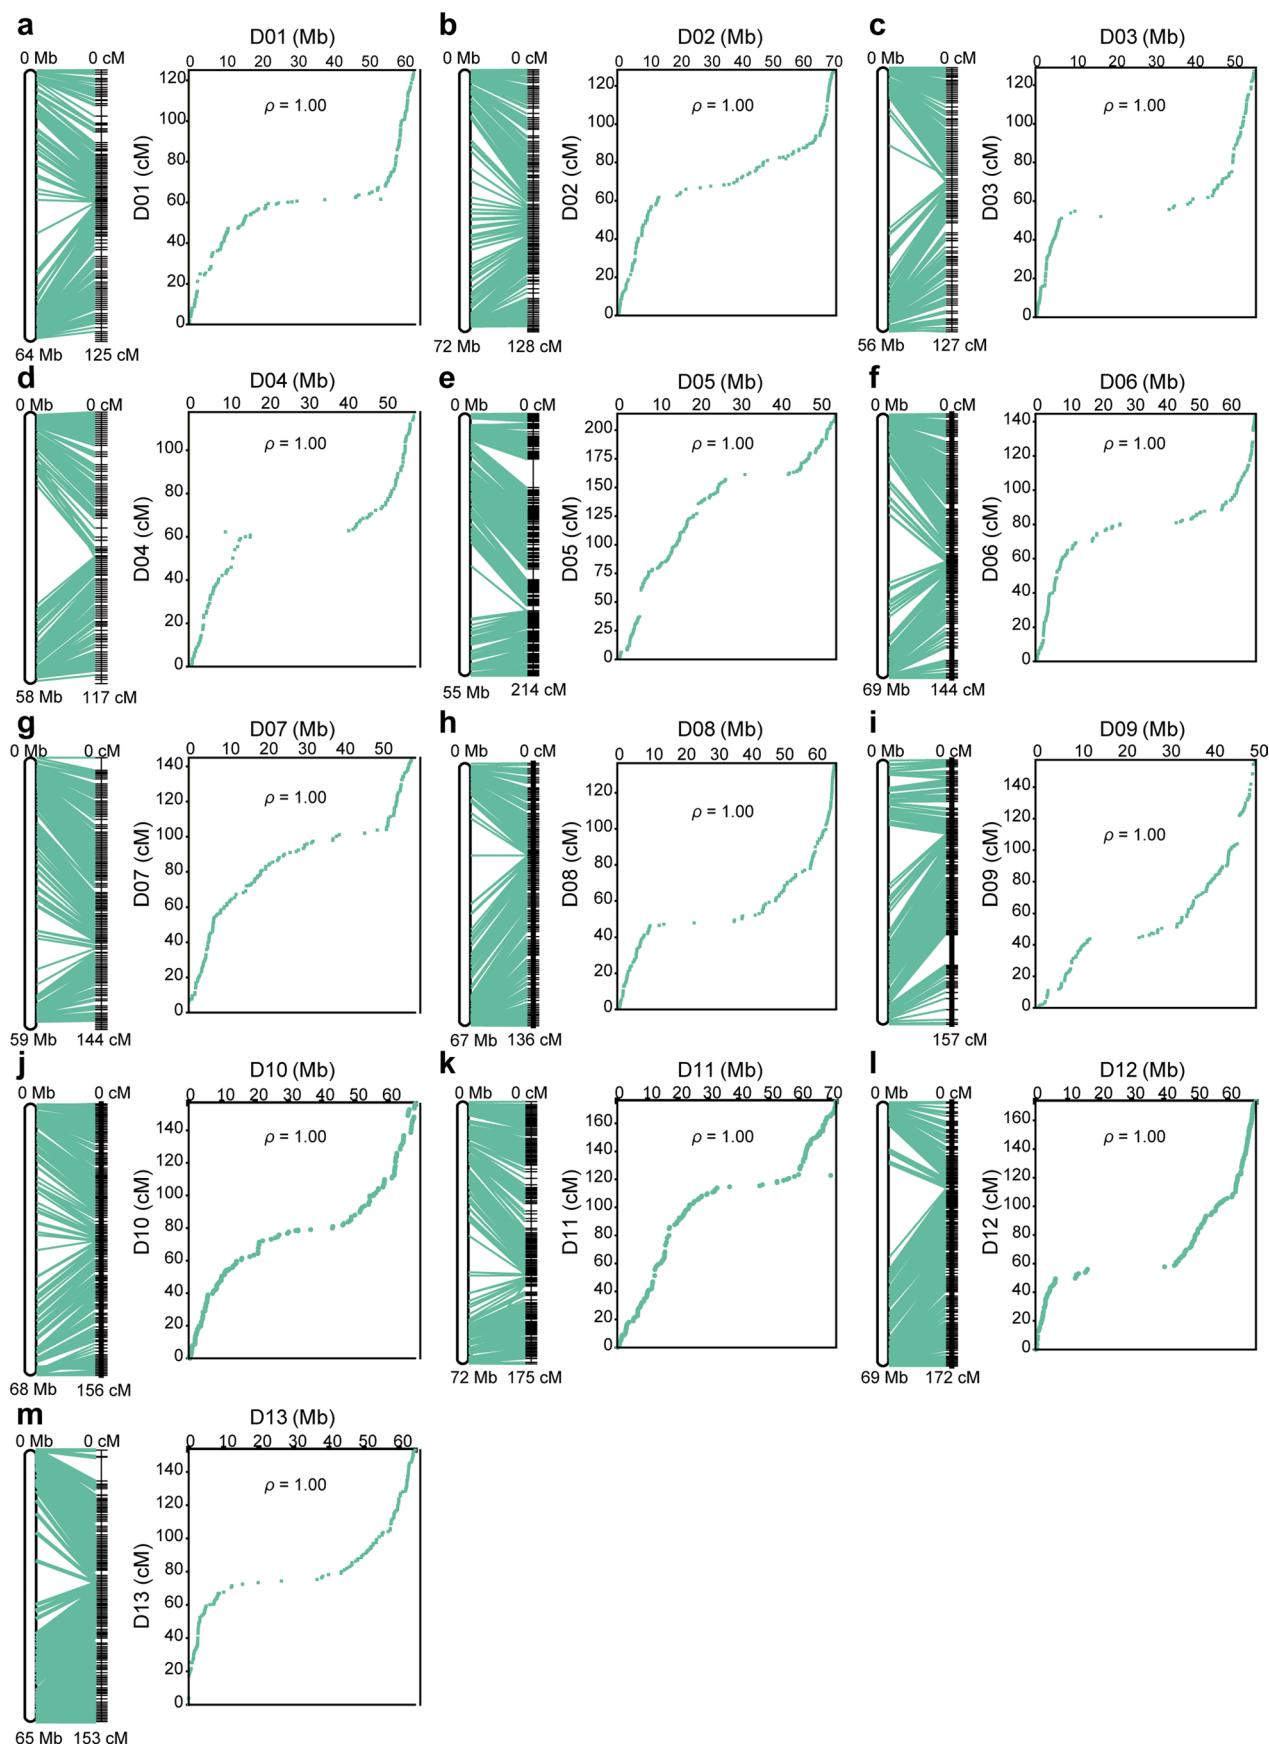 a
D01 (Mb)
0 Mb 0 cM
0 10 20 30 40 50 60
120
100
80
60
40
20
0
D01 (cM)
ρ = 1.00
64 Mb 125 cM
b
D02 (Mb)
0 Mb 0 cM
0 10 20 30 40 50 60 70
120
100
80
60
40
20
0
D02 (cM)
ρ = 1.00
72 Mb 128 cM
c
D03 (Mb)
0 Mb 0 cM
0 10 20 30 40 50
120
100
80
60
40
20
0
D03 (cM)
ρ = 1.00
56 Mb 127 cM
d
D04 (Mb)
0 Mb 0 cM
10 20 30 40 50
100
80
60
40
20
0
D04 (cM)
ρ = 1.00
58 Mb 117 cM
e
D05 (Mb)
0 Mb 0 cM
0 10 20 30 40 50
200
175
150
125
100
75
50
25
0
D05 (cM)
ρ = 1.00
55 Mb 214 cM
f
D06 (Mb)
0 Mb 0 cM
0 10 20 30 40 50 60
140
120
100
80
60
40
20
0
D06 (cM)
ρ = 1.00
69 Mb 144 cM
g
D07 (Mb)
0 Mb 0 cM
0 10 20 30 40 50
140
120
100
80
60
40
20
0
D07 (cM)
ρ = 1.00
59 Mb 144 cM
h
D08 (Mb)
0 Mb 0 cM
0 10 20 30 40 50 60
120
100
80
60
40
20
0
D08 (cM)
ρ = 1.00
67 Mb 136 cM
i
D09 (Mb)
0 Mb 0 cM
0 10 20 30 40 50
140
120
100
80
60
40
20
0
D09 (cM)
ρ = 1.00
157 cM
j
D10 (Mb)
0 Mb 0 cM
0 10 20 30 40 50 60
140
120
100
80
60
40
20
0
D10 (cM)
ρ = 1.00
68 Mb 156 cM
k
D11 (Mb)
0 Mb 0 cM
0 10 20 30 40 50 60 70
160
140
120
100
80
60
40
20
0
D11 (cM)
ρ = 1.00
72 Mb 175 cM
l
D12 (Mb)
0 Mb 0 cM
0 10 20 30 40 50 60
160
140
120
100
80
60
40
20
0
D12 (cM)
ρ = 1.00
69 Mb 172 cM
m
D13 (Mb)
0 Mb 0 cM
0 10 20 30 40 50 60
140
120
100
80
60
40
20
0
D13 (cM)
ρ = 1.00
65 Mb 153 cM